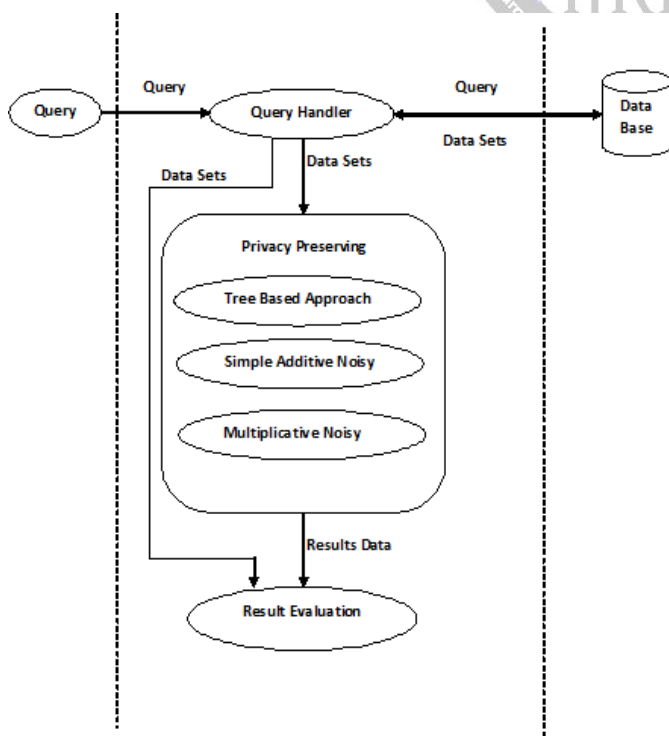 Query
Query
Query Handler
Query
Data Sets
Data
Base
Data Sets
Data Sets
Privacy Preserving
Tree Based Approach
Simple Additive Noisy
Multiplicative Noisy
Results Data
Result Evaluation